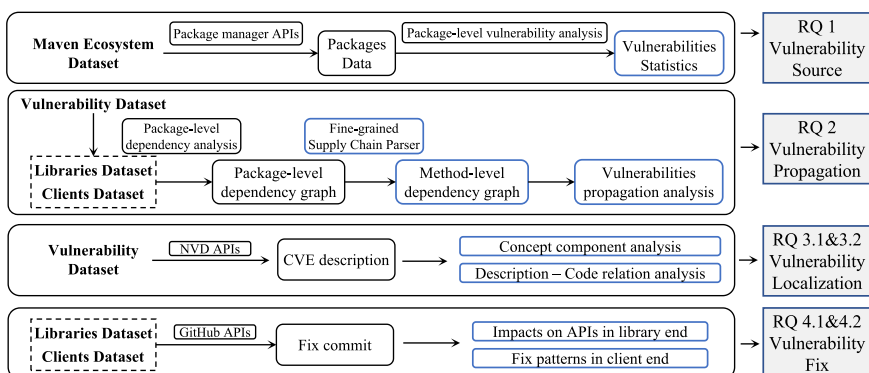 Maven Ecosystem
Dataset
Package manager APIs
Packages
Data
Package-level vulnerability analysis
Vulnerabilities
Statistics
RQ 1
Vulnerability
Source
Vulnerability Dataset
Package-level
dependency analysis
Fine-grained
Supply Chain Parser
Libraries Dataset
Clients Dataset
Package-level
dependency graph
Method-level
dependency graph
Vulnerabilities
propagation analysis
RQ 2
Vulnerability
Propagation
Vulnerability
Dataset
NVD APIs
CVE description
Concept component analysis
Description – Code relation analysis
RQ 3.1&3.2
Vulnerability
Localization
Libraries Dataset
Clients Dataset
GitHub APIs
Fix commit
Impacts on APIs in library end
Fix patterns in client end
RQ 4.1&4.2
Vulnerability
Fix